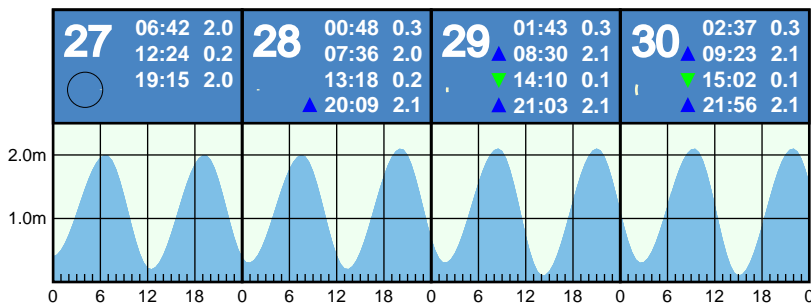 27 06:42 2.0 28 00:48 0.3 29 01:43 0.3 30 02:37 0.3
12:24 0.2 07:36 2.0 ▲ 08:30 2.1 ▲ 09:23 2.1
19:15 2.0 13:18 0.2 ▼ 14:10 0.1 ▼ 15:02 0.1
▲ 20:09 2.1 ▲ 21:03 2.1 ▲ 21:56 2.1
2.0m
1.0m
0 6 12 18 0 6 12 18 0 6 12 18 0 6 12 18 0